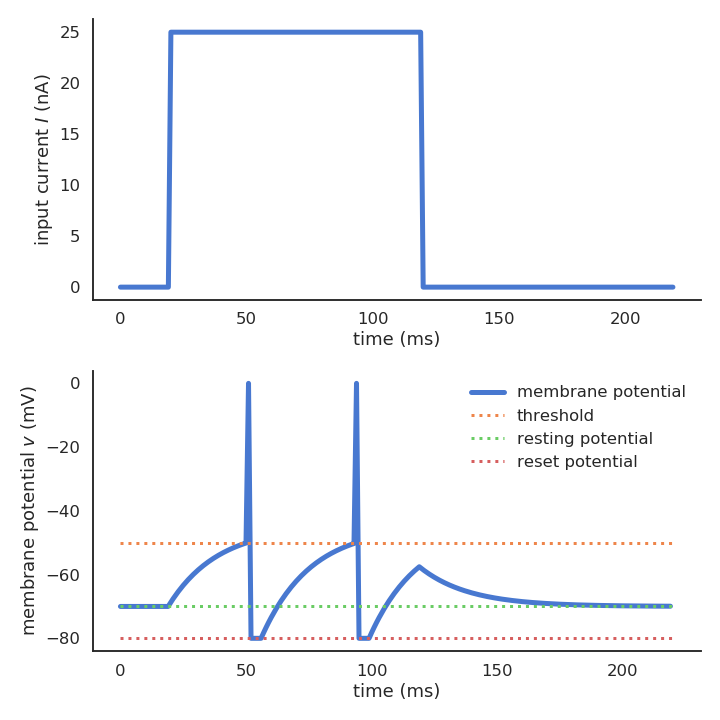 input current I (nA)
25
20
15
10
5
0
0
50
100
150
200
time (ms)
membrane potential v (mV)
0
−20
−40
−60
−80
membrane potential
threshold
resting potential
reset potential
0
50
100
150
200
time (ms)